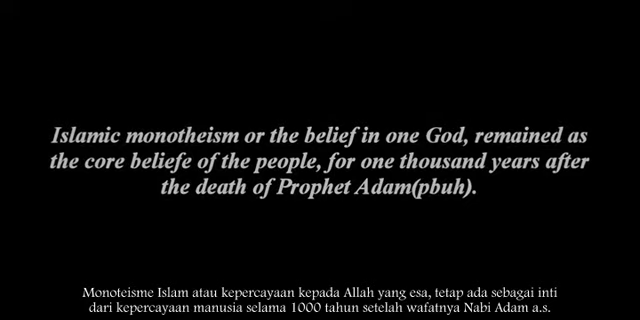 Islamic monotheism or the belief in one God, remained as
the core beliefe of the people, for one thousand years after
the death of Prophet Adam(pbuh).
Monoteisme Islam atau kepercayaan kepada Allah yang esa, tetap ada sebagai inti
dari kepercayaan manusia selama 1000 tahun setelah wafatnya Nabi Adam a.s.